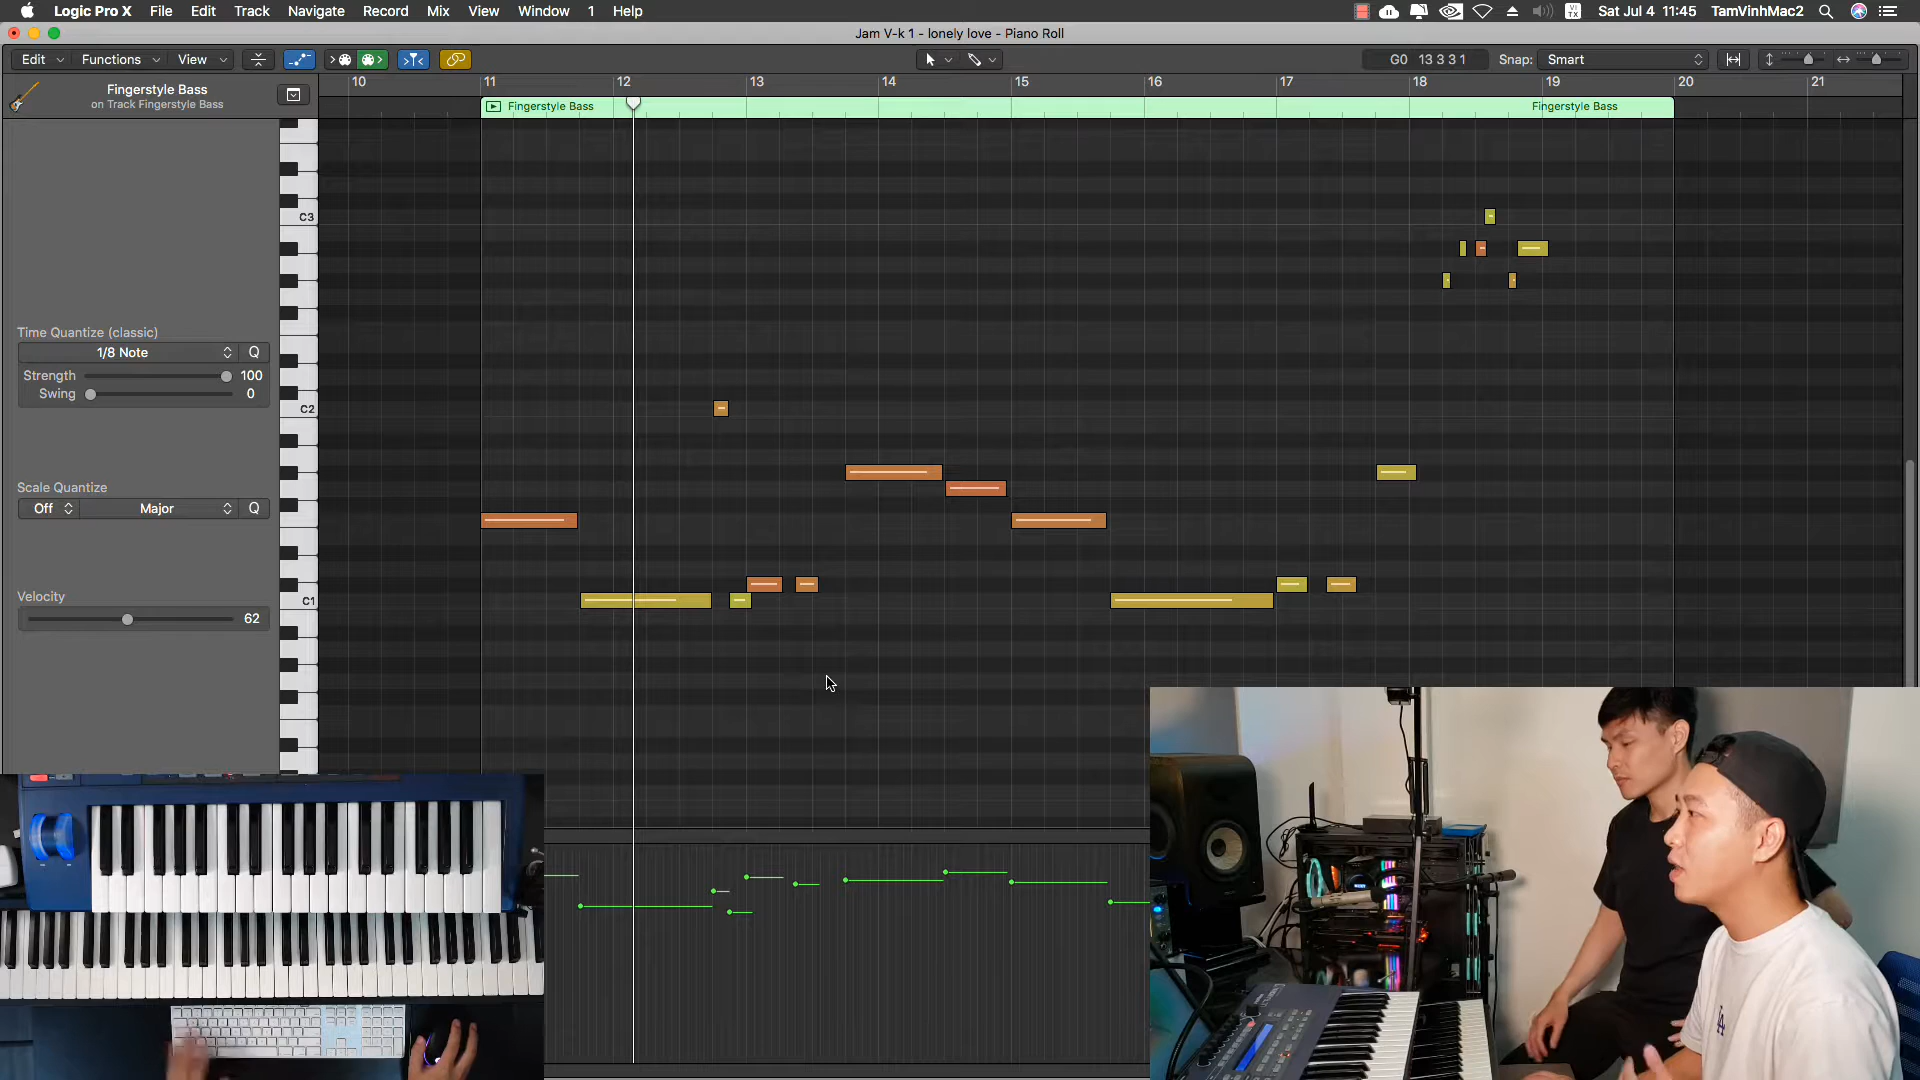 Logic Pro X File Edit Track Navigate Record Mix View Window 1 Help
VI TX Sat Jul 4 11:45 TamVinhMac2
Jam V-k 1 - lonely love - Piano Roll
Edit Functions View
G0 13 3 3 1 Snap: Smart
10 11 12 13 14 15 16 17 18 19 20 21
Fingerstyle Bass
on Track Fingerstyle Bass
Fingerstyle Bass Fingerstyle Bass
C3
Time Quantize (classic)
1/8 Note Q
Strength 100
Swing 0
C2
Scale Quantize
Off Major Q
Velocity
62
C1
LA